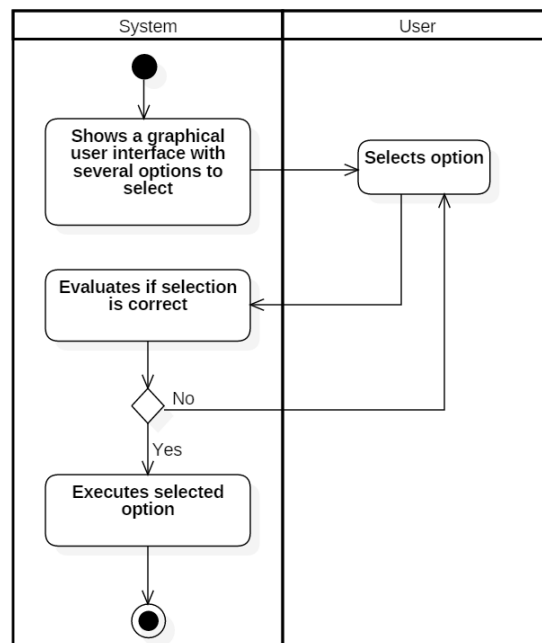 System
User
Shows a graphical
user interface with
several options to
select
Selects option
Evaluates if selection
is correct
No
Yes
Executes selected
option